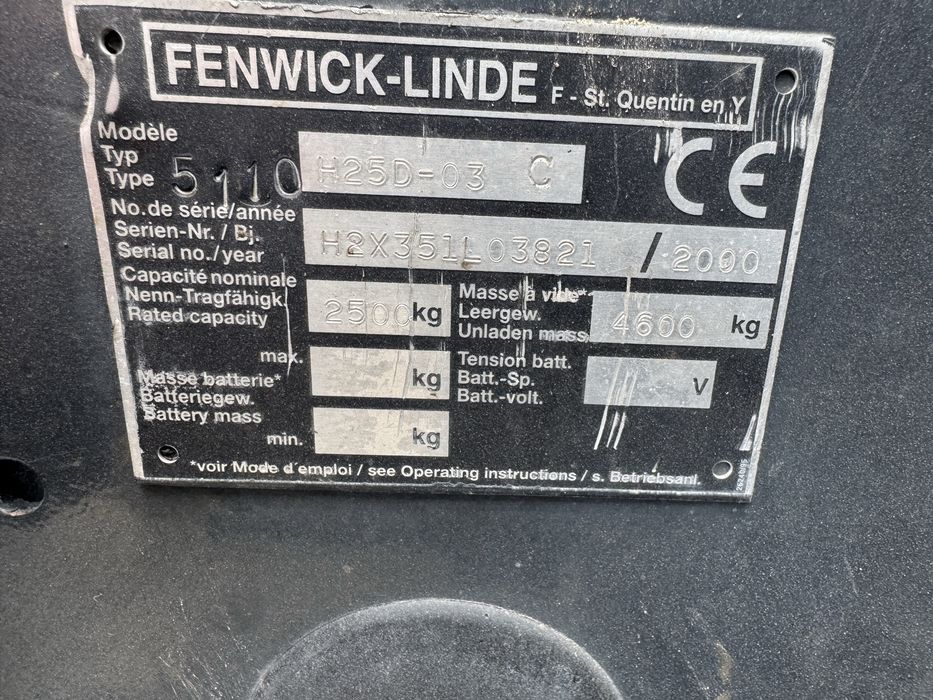 FENWICK-LINDE F - St. Quentin en Y
Modèle
Typ
Type 5110 H25D-03 C CE
No.de série/année
Serien-Nr. / Bj.
Serial no./year H2X351L03821 / 2000
Capacité nominale
Nenn-Tragfähigk.
Rated capacity 2500 kg
Masse à vide*
Leergew.
Unladen mass 4600 kg
max. kg
Masse batterie*
Batteriegew.
Battery mass
min. kg
Tension batt.
Batt.-Sp.
Batt.-volt. V
*voir Mode d'emploi / see Operating instructions / s. Betriebsanl.